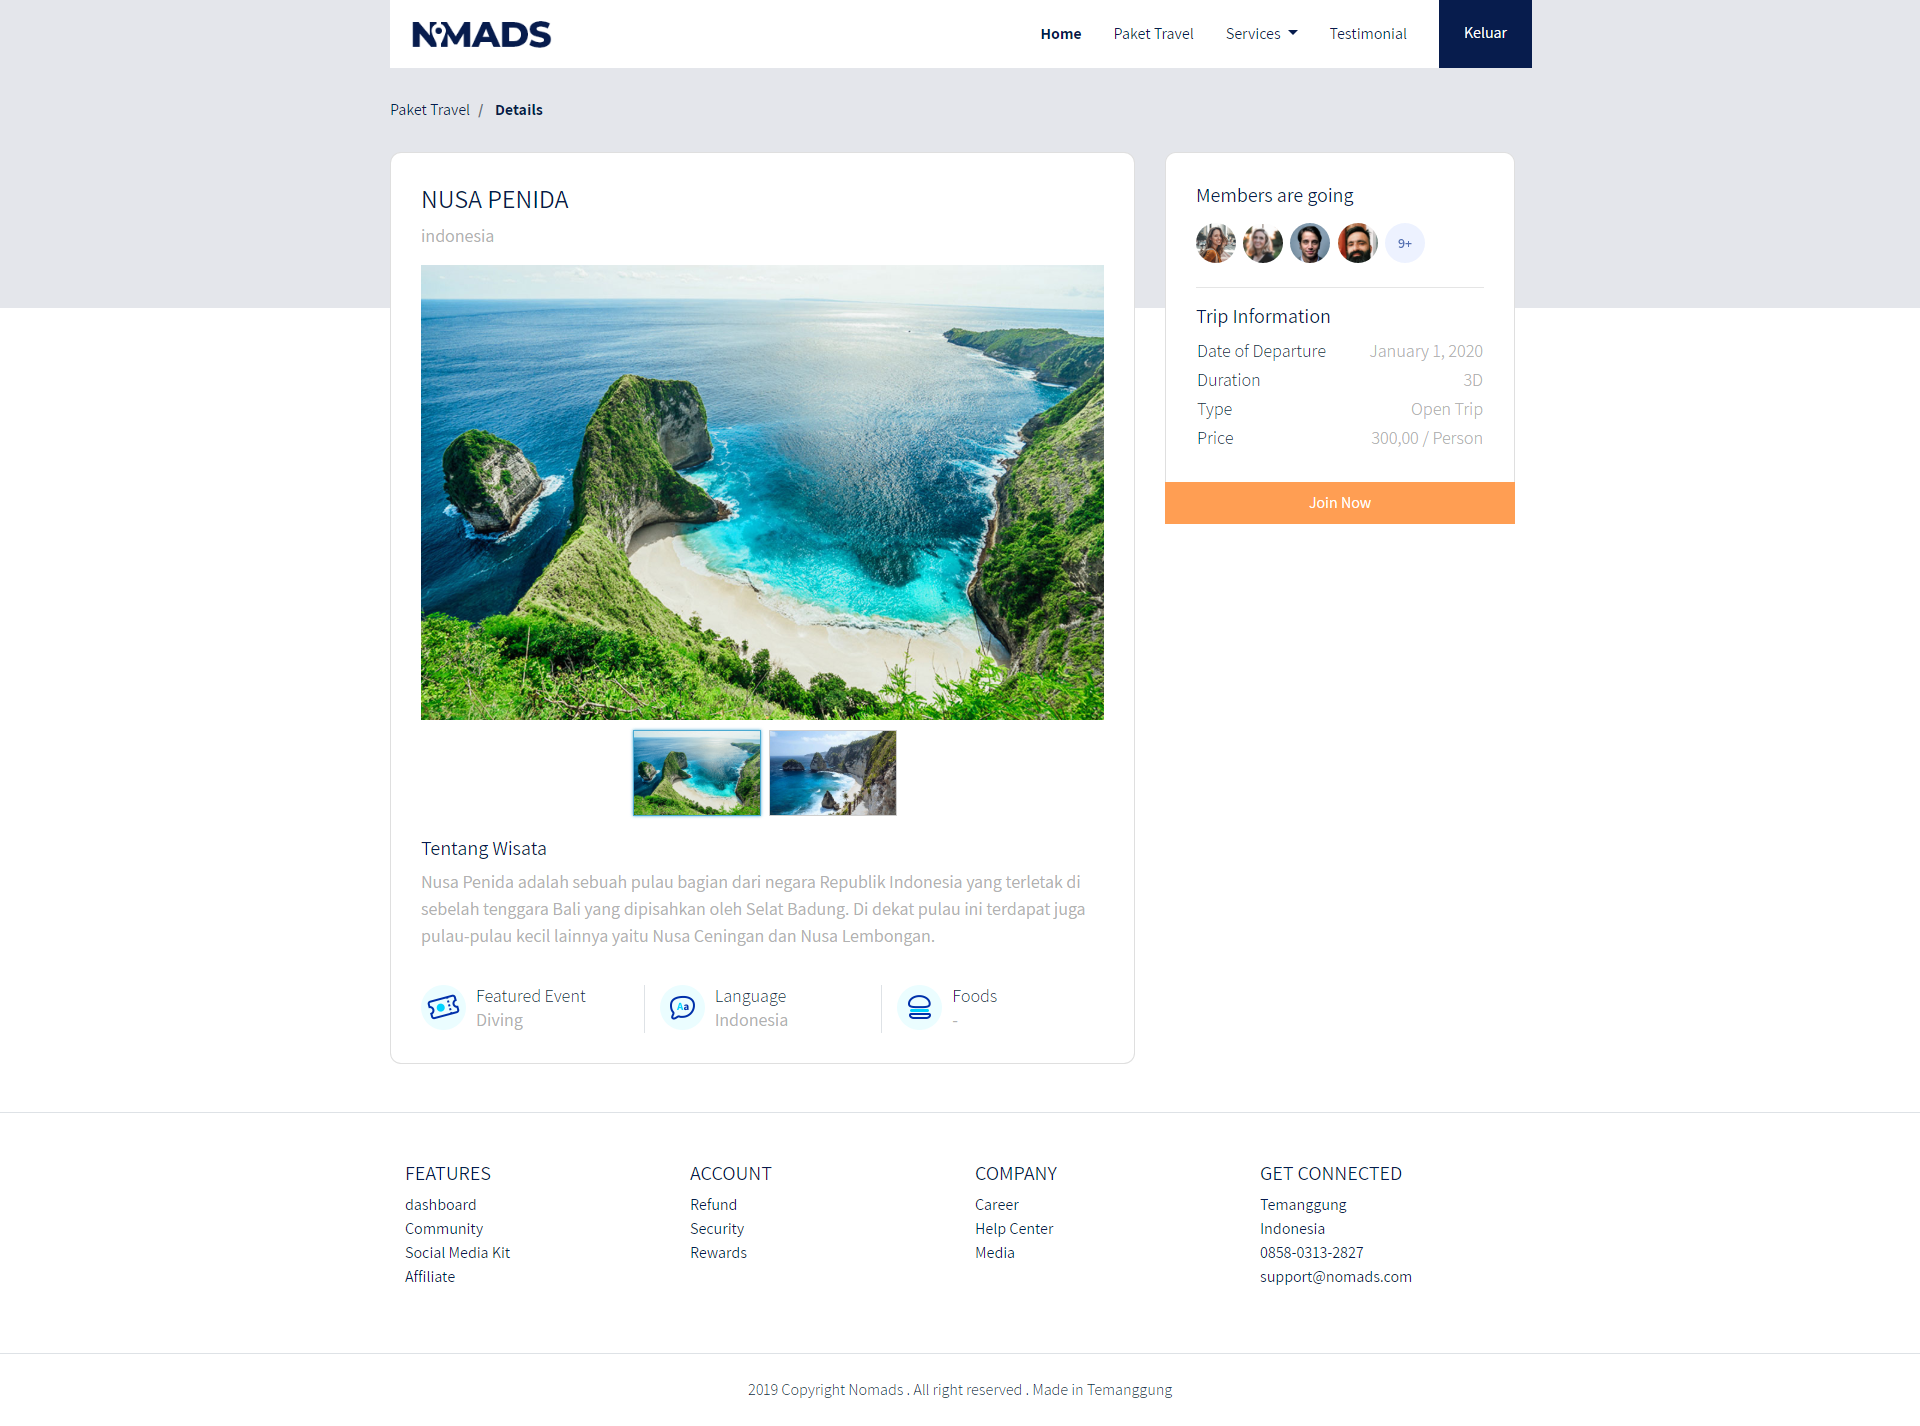 NOMADS
Home
Paket Travel
Services
Testimonial
Keluar
Paket Travel / Details
NUSA PENIDA
indonesia
Tentang Wisata
Nusa Penida adalah sebuah pulau bagian dari negara Republik Indonesia yang terletak di
sebelah tenggara Bali yang dipisahkan oleh Selat Badung. Di dekat pulau ini terdapat juga
pulau-pulau kecil lainnya yaitu Nusa Ceningan dan Nusa Lembongan.
Featured Event
Diving
Aa
Language
Indonesia
Foods
-
Members are going
9+
Trip Information
Date of Departure January 1, 2020
Duration 3D
Type Open Trip
Price 300,00 / Person
Join Now
FEATURES
dashboard
Community
Social Media Kit
Affiliate
ACCOUNT
Refund
Security
Rewards
COMPANY
Career
Help Center
Media
GET CONNECTED
Temanggung
Indonesia
0858-0313-2827
support@nomads.com
2019 Copyright Nomads . All right reserved . Made in Temanggung